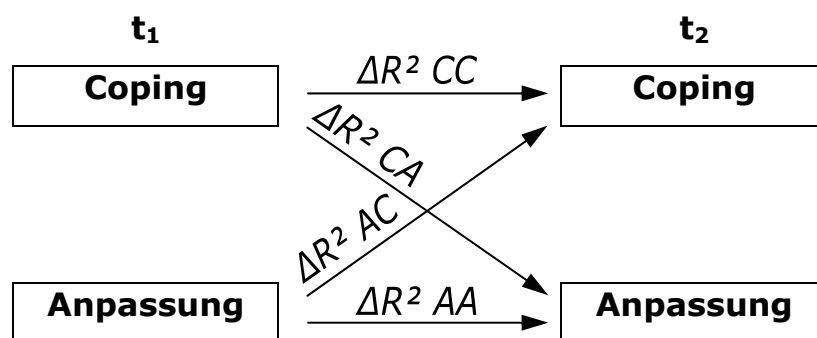 t₁ t₂
Coping ΔR² CC Coping
ΔR² CA
ΔR² AC
Anpassung ΔR² AA Anpassung